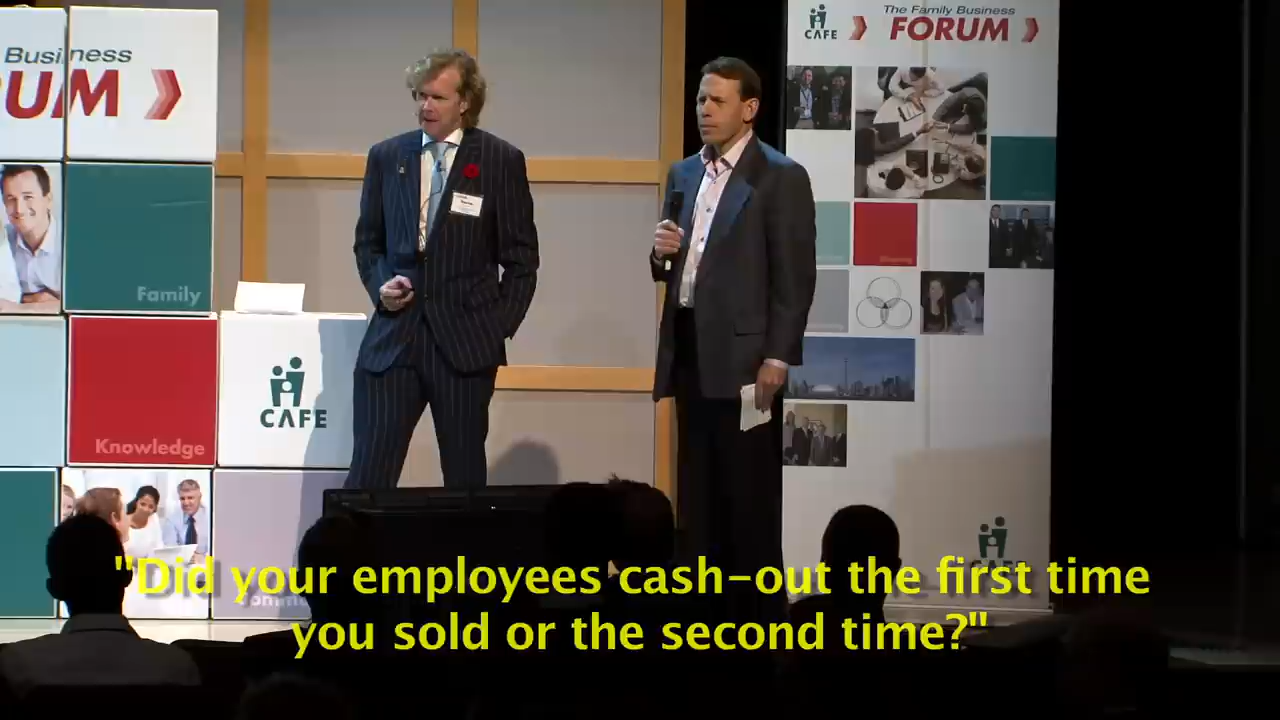 Business
UM
Family
Knowledge
CAFE
CAFE
The Family Business
FORUM
CAFE
"Did your employees cash-out the first time
you sold or the second time?"